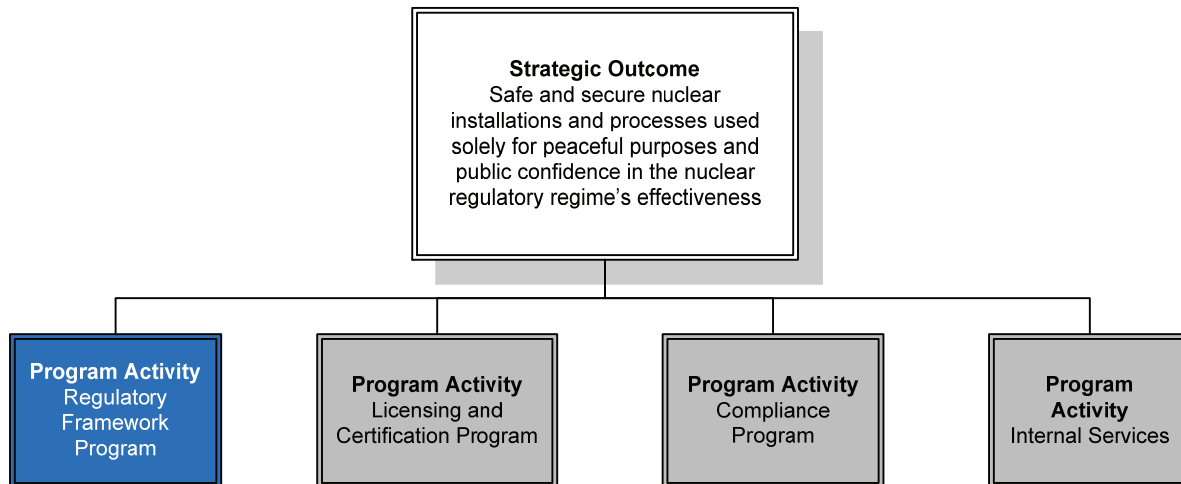 Strategic Outcome
Safe and secure nuclear
installations and processes used
solely for peaceful purposes and
public confidence in the nuclear
regulatory regime’s effectiveness
Program Activity
Regulatory
Framework
Program
Program Activity
Licensing and
Certification Program
Program Activity
Compliance
Program
Program
Activity
Internal Services